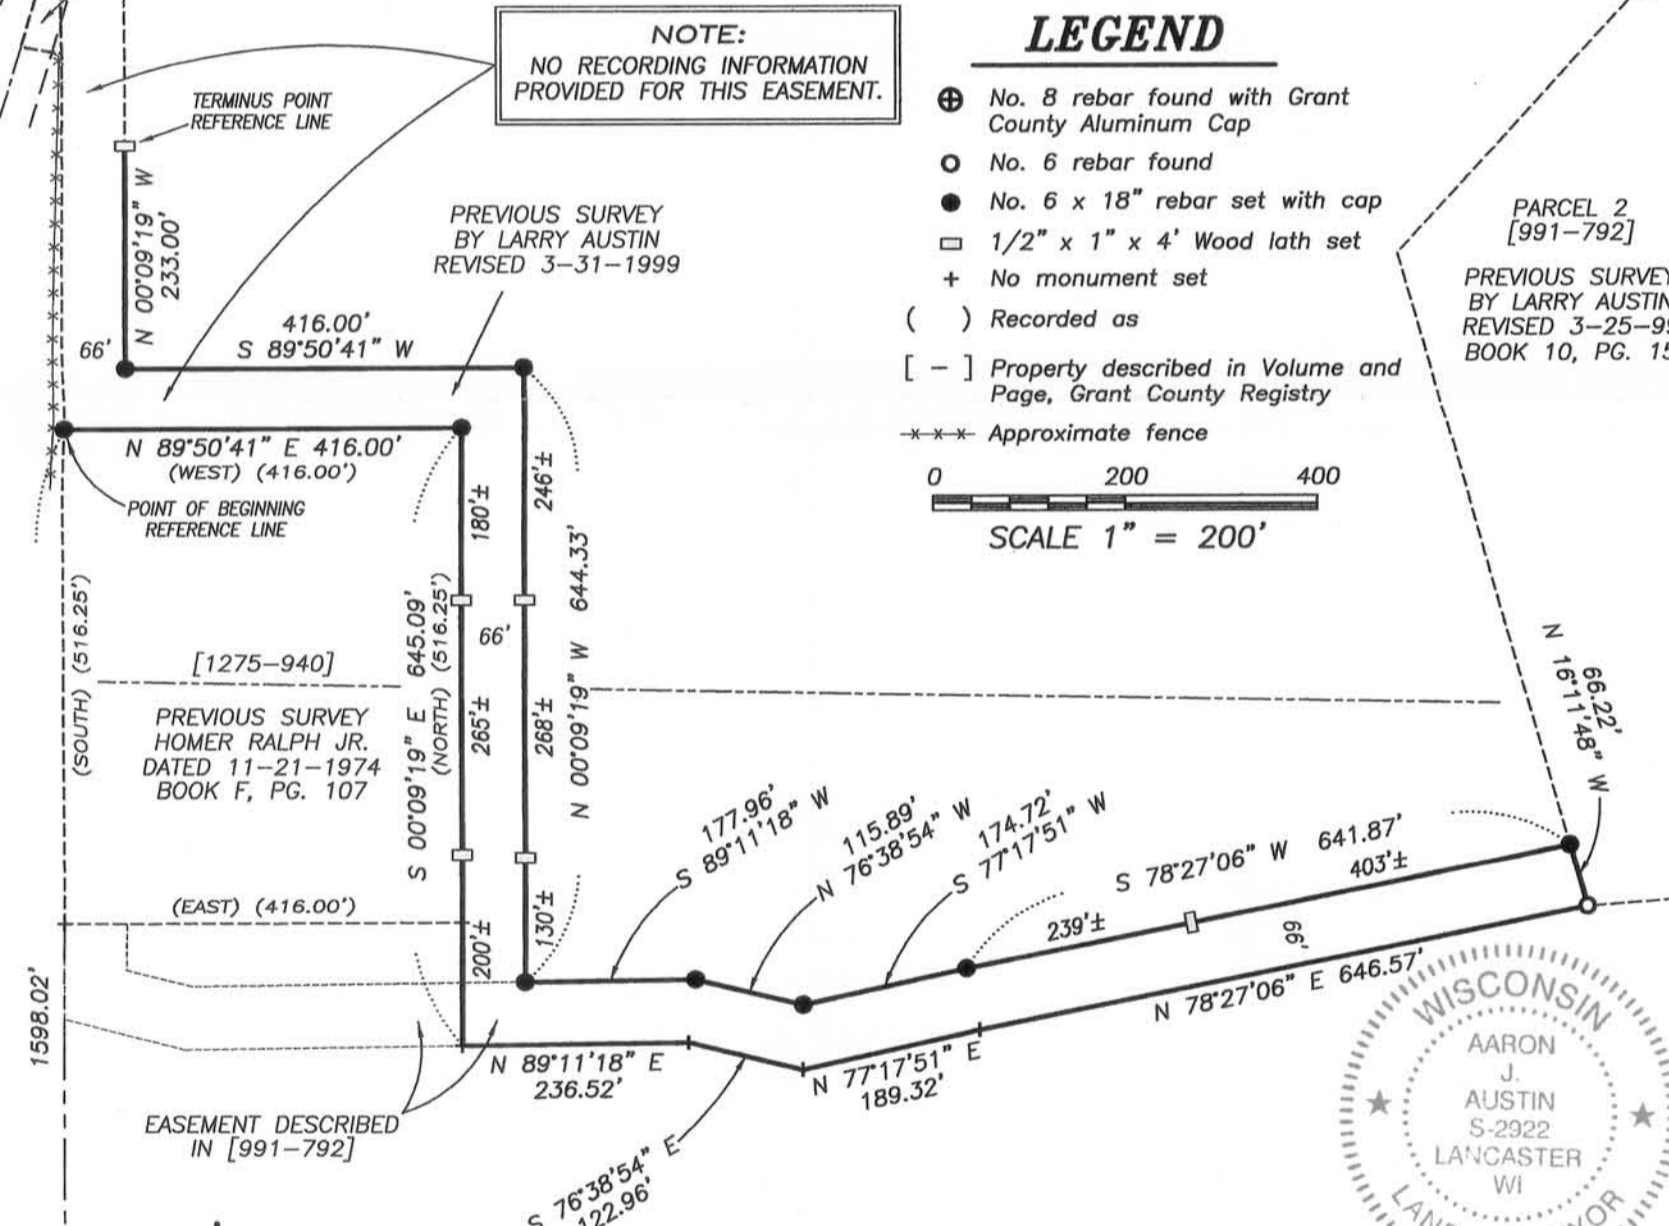 NOTE:
NO RECORDING INFORMATION
PROVIDED FOR THIS EASEMENT.
LEGEND
No. 8 rebar found with Grant
County Aluminum Cap
No. 6 rebar found
No. 6 x 18" rebar set with cap
1/2" x 1" x 4' Wood lath set
+ No monument set
( ) Recorded as
[ - ] Property described in Volume and
Page, Grant County Registry
-x-x-x- Approximate fence
0 200 400
SCALE 1" = 200'
TERMINUS POINT
REFERENCE LINE
N 00°09'19" W
233.00'
PREVIOUS SURVEY
BY LARRY AUSTIN
REVISED 3-31-1999
PARCEL 2
[991-792]
PREVIOUS SURVEY
BY LARRY AUSTIN
REVISED 3-25-99
BOOK 10, PG. 15
66'
416.00'
S 89°50'41" W
N 89°50'41" E 416.00'
(WEST) (416.00')
POINT OF BEGINNING
REFERENCE LINE
180'±
246'±
(SOUTH) (516.25')
[1275-940]
PREVIOUS SURVEY
HOMER RALPH JR.
DATED 11-21-1974
BOOK F, PG. 107
S 00°09'19" E 645.09'
(NORTH) (516.25')
66'
265'±
268'±
N 00°09'19" W 644.33'
66.22'
N 16°11'48" W
177.96'
S 89°11'18" W
115.89'
N 76°38'54" W
174.72'
S 77°17'51" W
S 78°27'06" W 641.87'
403'±
239'±
66'
(EAST) (416.00')
200'±
130'±
1598.02'
N 89°11'18" E
236.52'
N 77°17'51" E
189.32'
N 78°27'06" E 646.57'
EASEMENT DESCRIBED
IN [991-792]
S 76°38'54" E
122.96'
WISCONSIN
AARON
J.
AUSTIN
S-2922
LANCASTER
WI